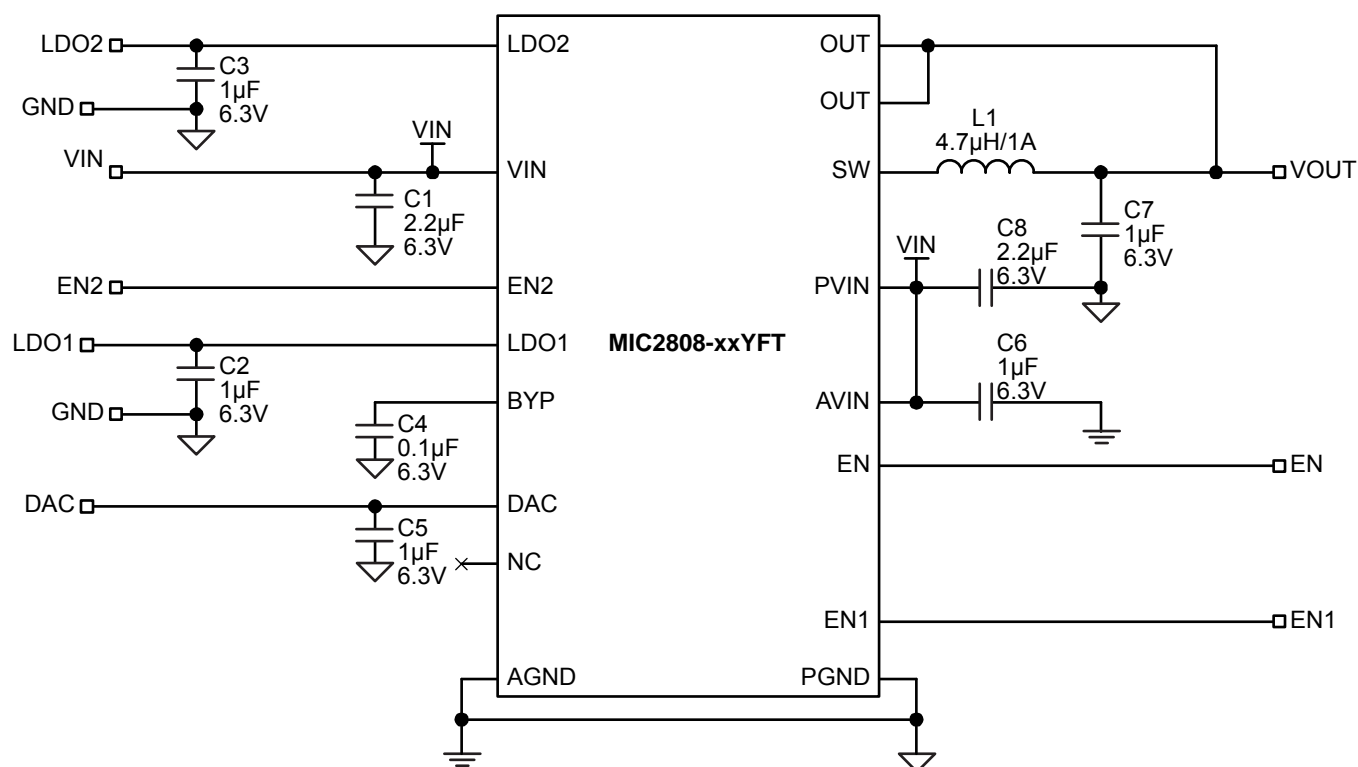 LDO2
LDO2
OUT
C3
1µF
6.3V
GND
OUT
VIN
VIN
VIN
C1
2.2µF
6.3V
L1
4.7µH/1A
SW
VOUT
C7
1µF
6.3V
VIN
C8
2.2µF
6.3V
EN2
EN2
PVIN
LDO1
LDO1
MIC2808-xxYFT
C2
1µF
6.3V
GND
BYP
C4
0.1µF
6.3V
C6
1µF
6.3V
AVIN
EN
EN
DAC
DAC
C5
1µF
6.3V
NC
EN1
EN1
AGND
PGND